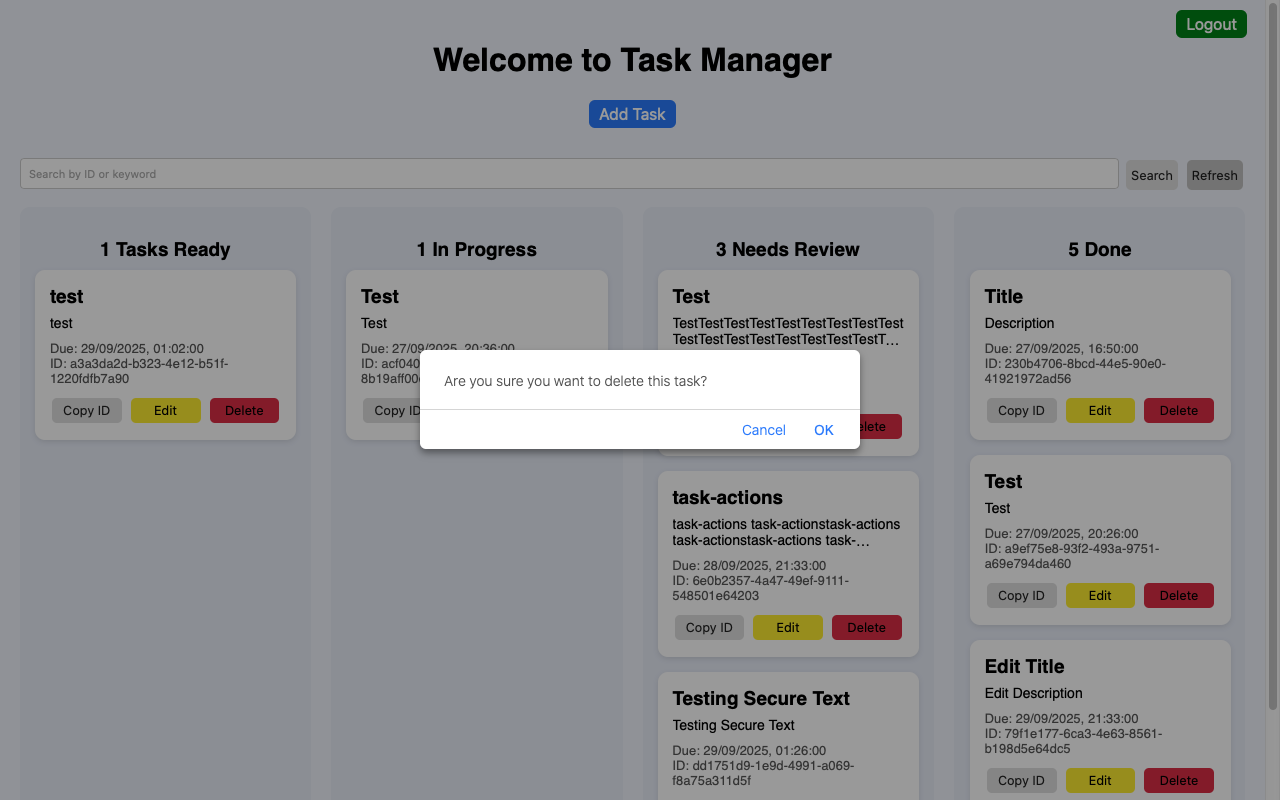 Logout
Welcome to Task Manager
Add Task
Search by ID or keyword
Search
Refresh
1 Tasks Ready
test
test
Due: 29/09/2025, 01:02:00
ID: a3a3da2d-b323-4e12-b51f-
1220fdfb7a90
Copy ID
Edit
Delete
1 In Progress
Test
Test
Due: 27/09/2025, 20:36:00
ID: acf040
8b19aff00
Copy ID
3 Needs Review
Test
TestTestTestTestTestTestTestTestTest
TestTestTestTestTestTestTestTestT...
Delete
task-actions
task-actions task-actionstask-actions
task-actionstask-actions task-...
Due: 28/09/2025, 21:33:00
ID: 6e0b2357-4a47-49ef-9111-
548501e64203
Copy ID
Edit
Delete
Testing Secure Text
Testing Secure Text
Due: 29/09/2025, 01:26:00
ID: dd1751d9-1e9d-4991-a069-
f8a75a311d5f
5 Done
Title
Description
Due: 27/09/2025, 16:50:00
ID: 230b4706-8bcd-44e5-90e0-
41921972ad56
Copy ID
Edit
Delete
Test
Test
Due: 27/09/2025, 20:26:00
ID: a9ef75e8-93f2-493a-9751-
a69e794da460
Copy ID
Edit
Delete
Edit Title
Edit Description
Due: 29/09/2025, 21:33:00
ID: 79f1e177-6ca3-4e63-8561-
b198d5e64dc5
Copy ID
Edit
Delete
Are you sure you want to delete this task?
Cancel
OK